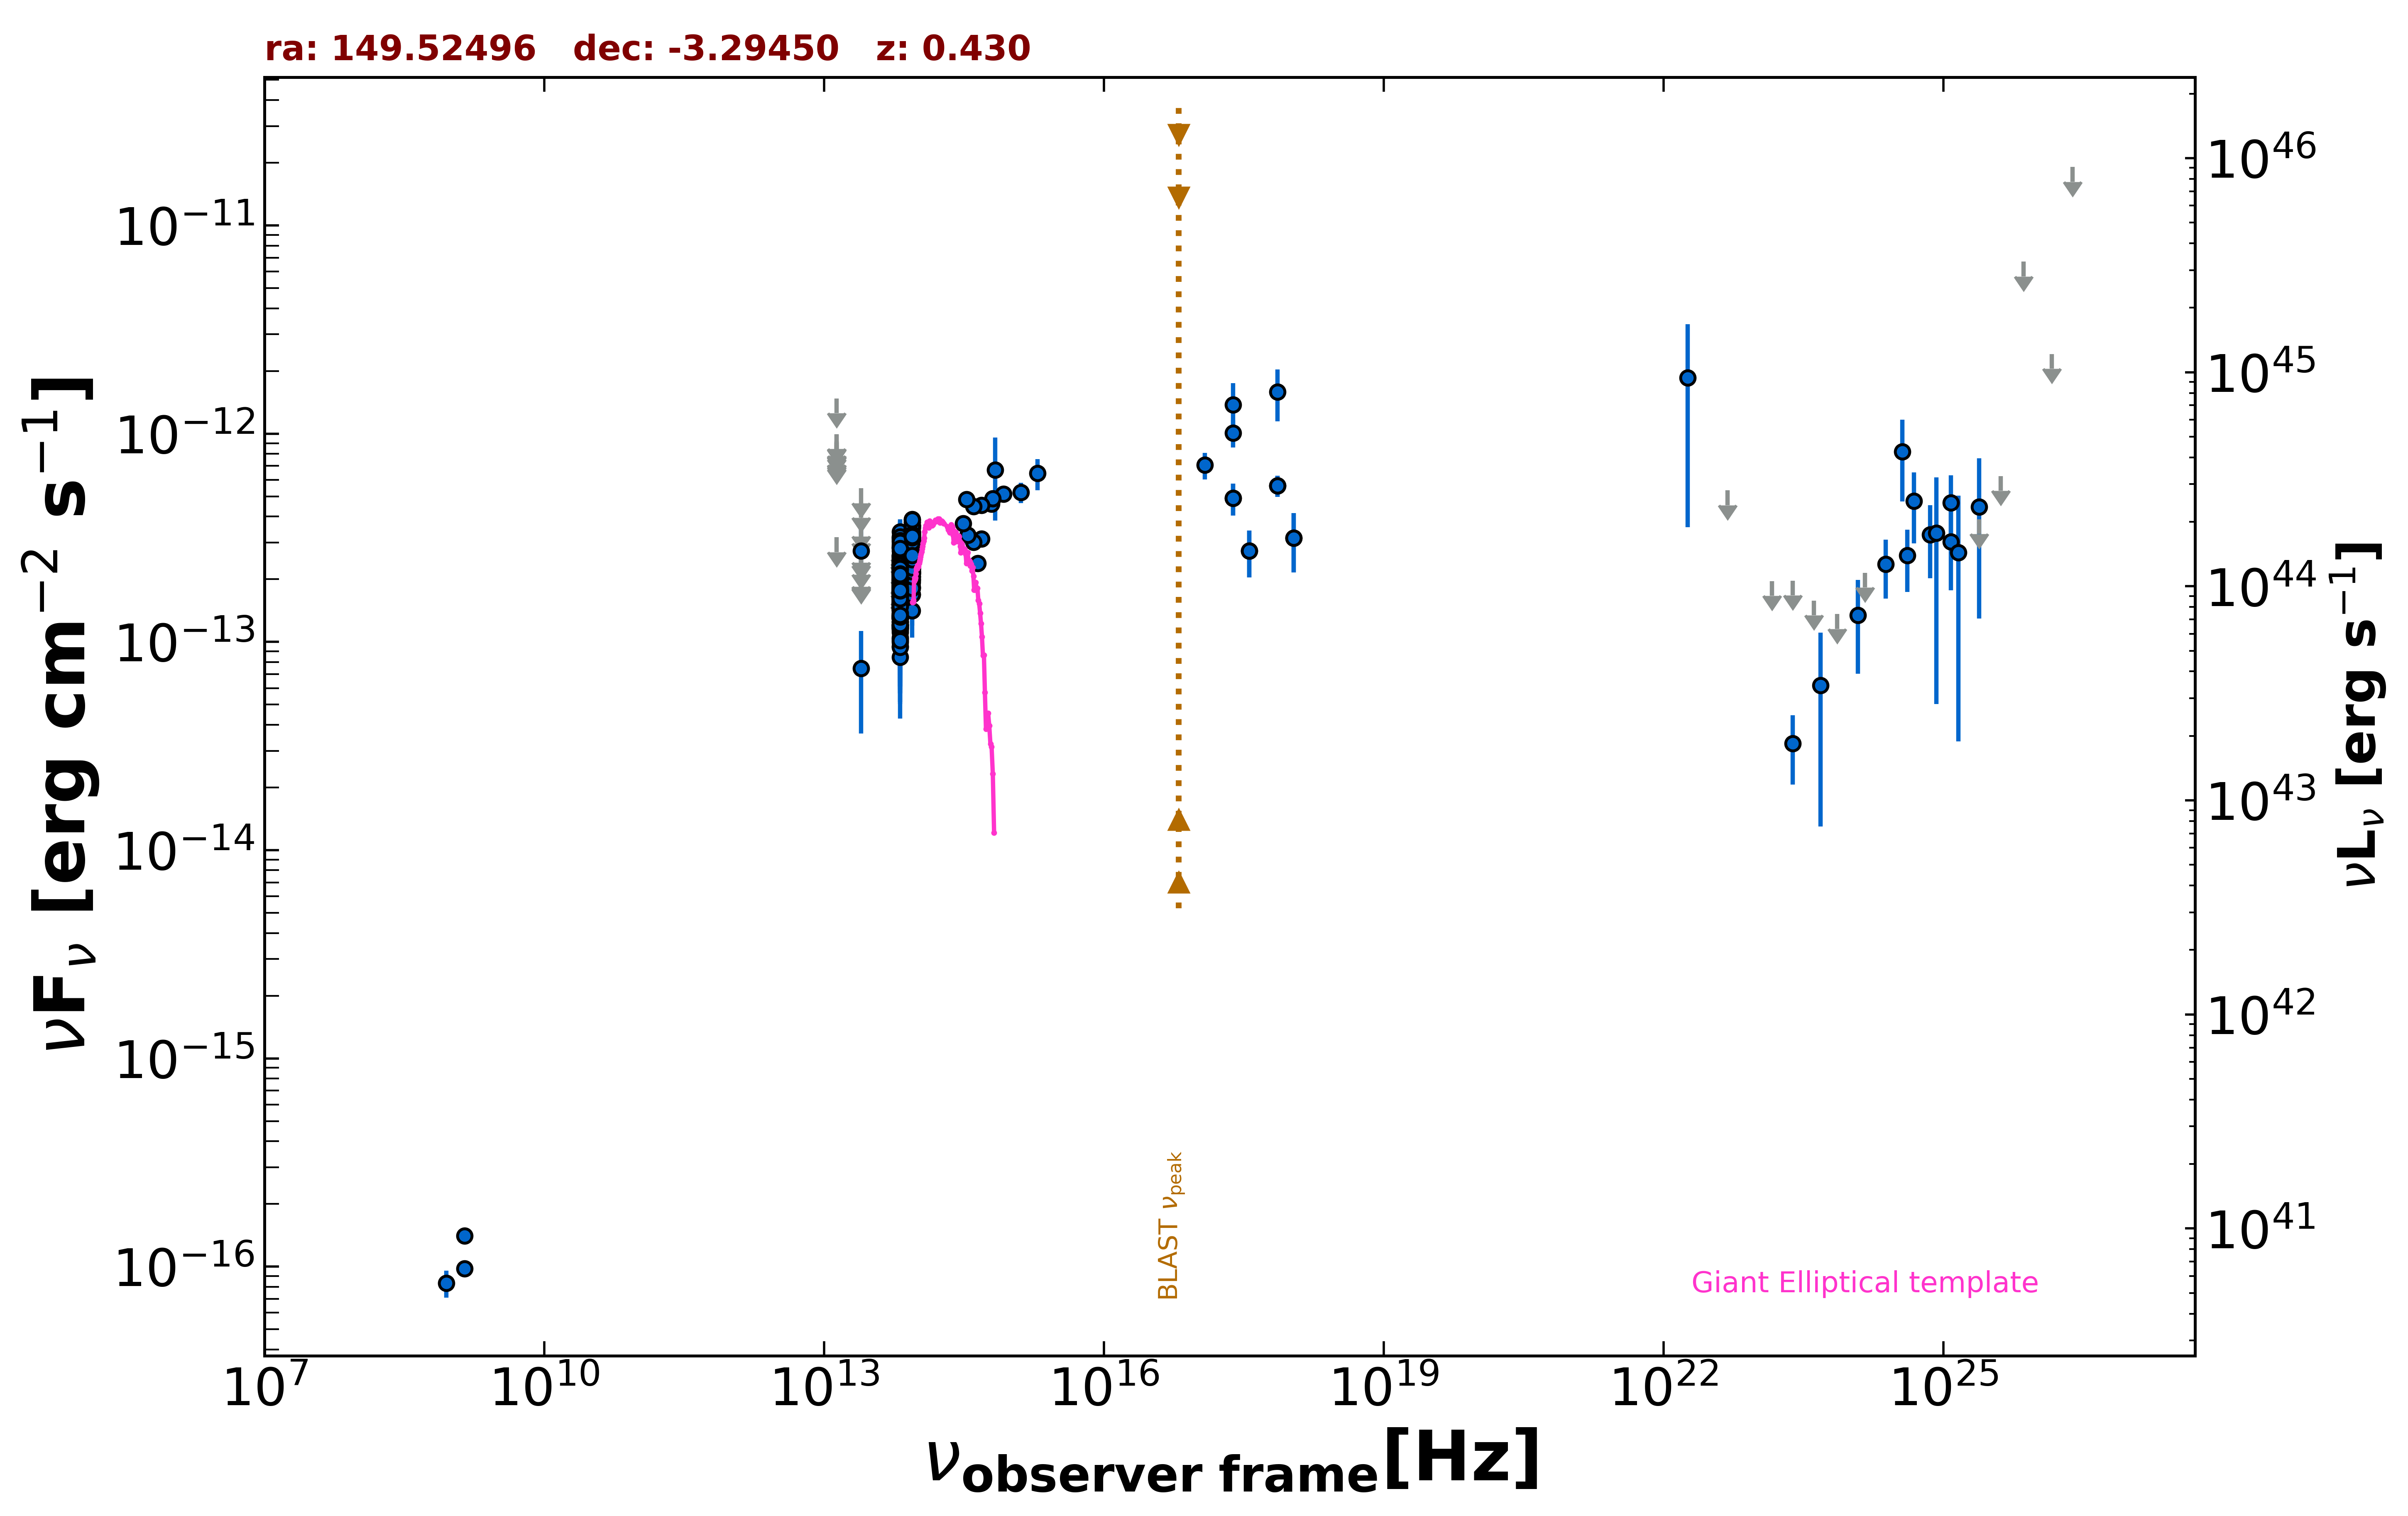 ra: 149.52496   dec: -3.29450   z: 0.430
νFν [erg cm−2 s−1]
10−11
10−12
10−13
10−14
10−15
10−16
10^46
10^45
10^44
10^43
10^42
10^41
νLν [erg s−1]
BLAST νpeak
Giant Elliptical template
10^7 10^10 10^13 10^16 10^19 10^22 10^25
νobserver frame[Hz]